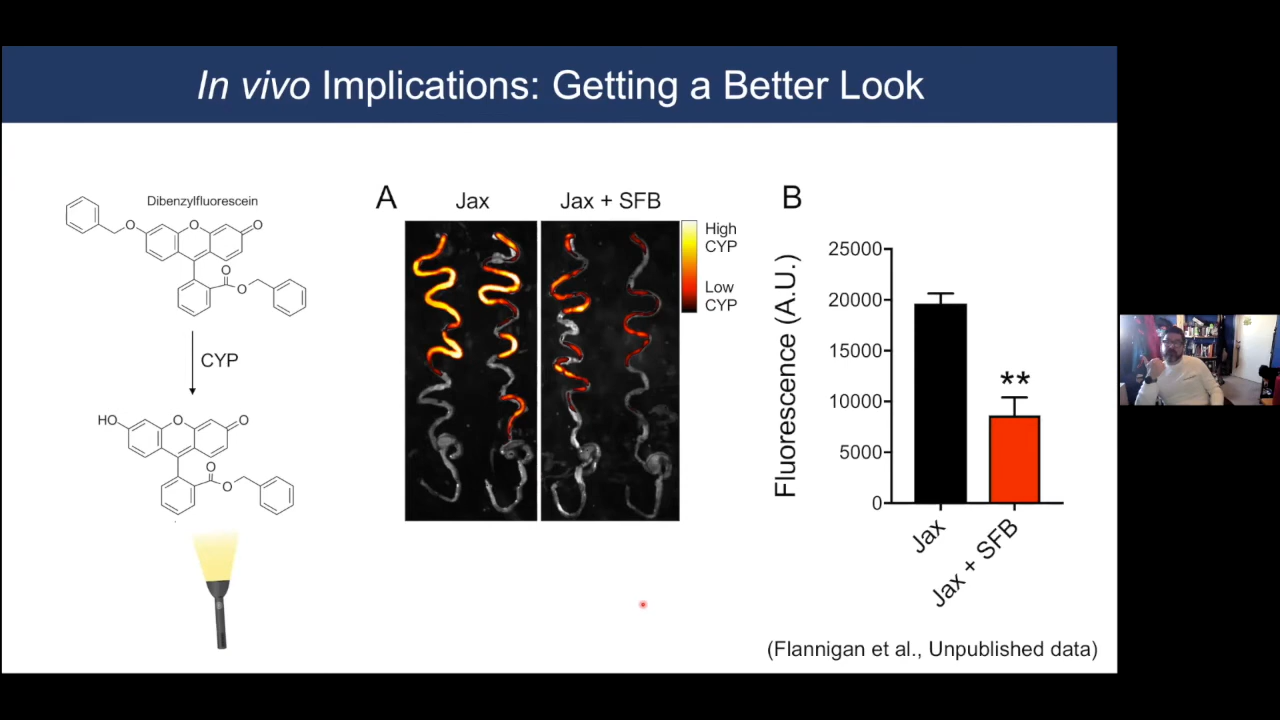 In vivo Implications: Getting a Better Look
Dibenzylfluorescein
O
O
O
O
O
CYP
HO
O
O
O
O
A
Jax
Jax + SFB
High
CYP
Low
CYP
B
Fluorescence (A.U.)
25000
20000
15000
10000
5000
0
**
Jax
Jax + SFB
(Flannigan et al., Unpublished data)